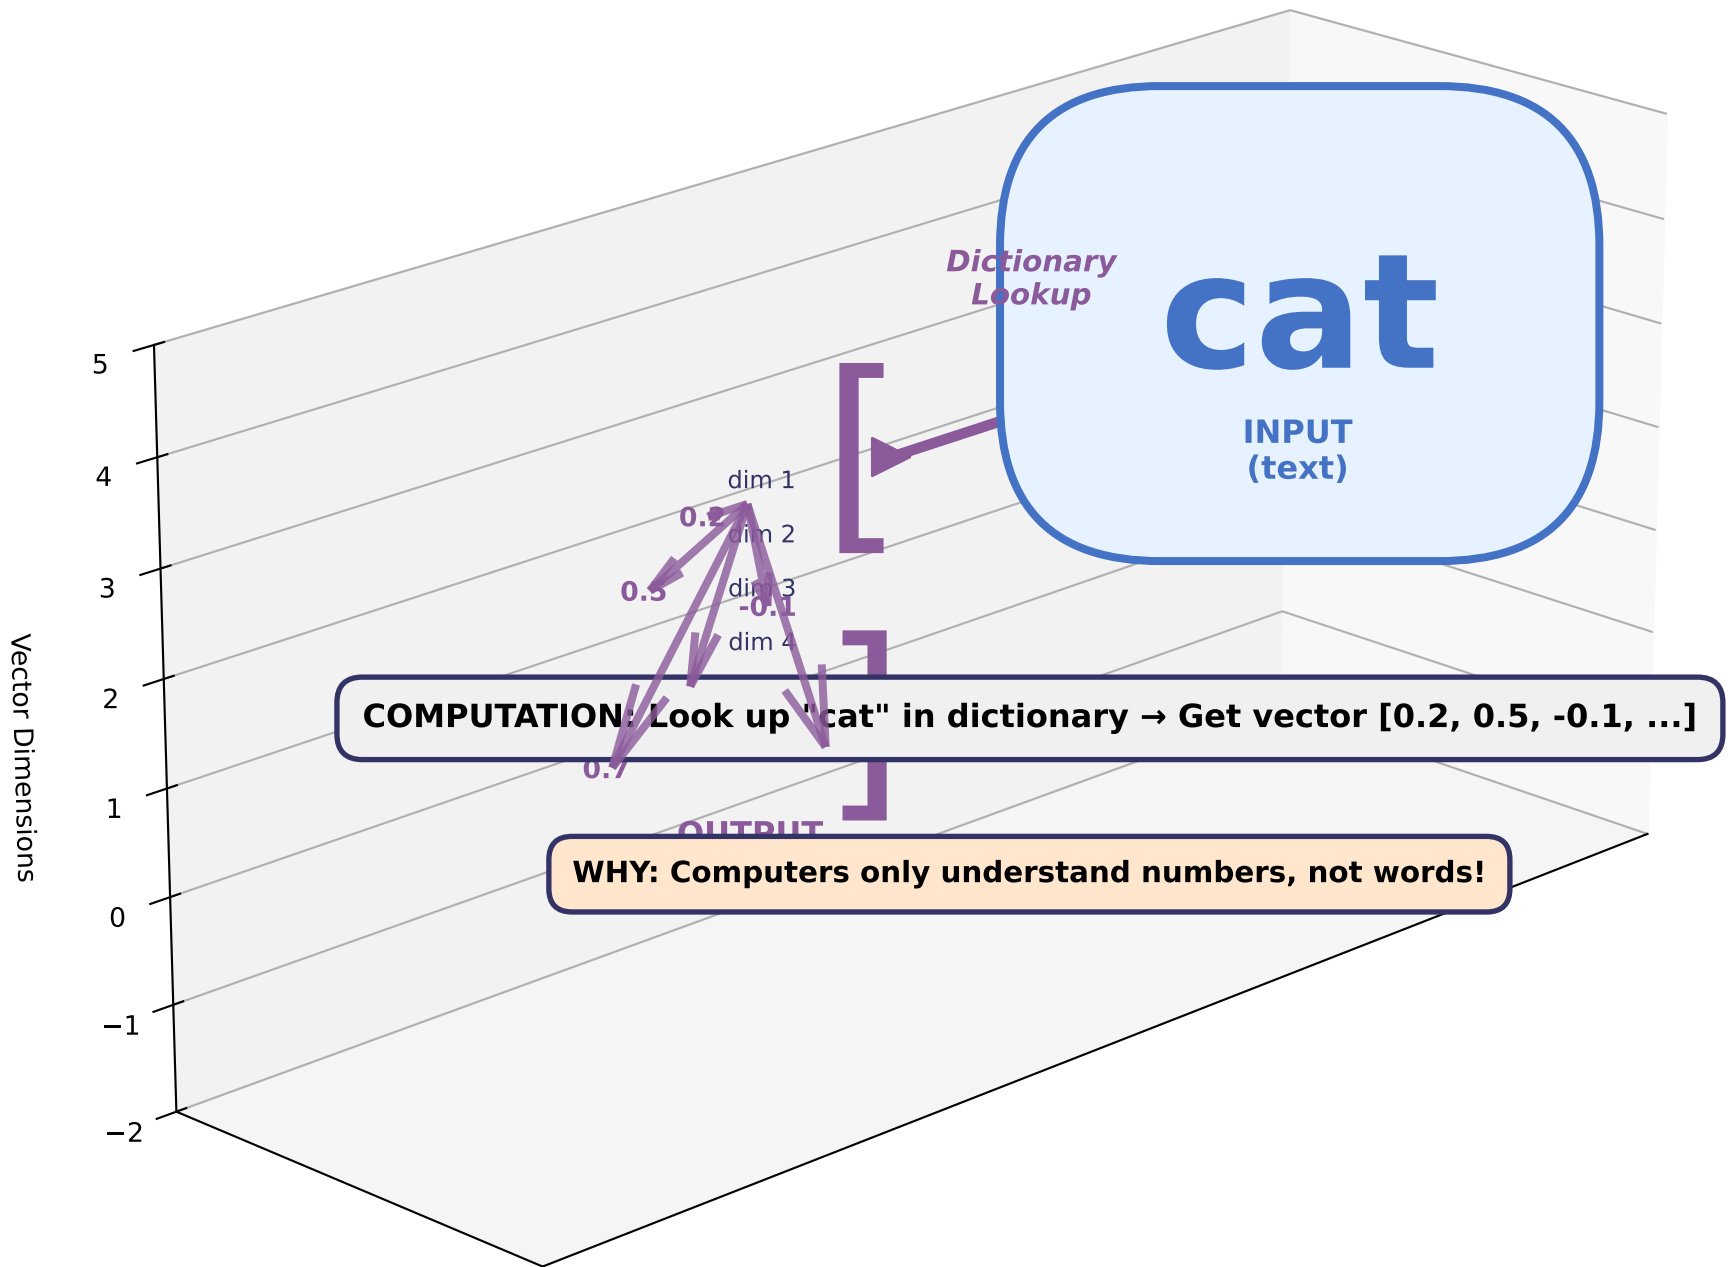 cat
INPUT
(text)
Dictionary
Lookup
[
dim 1
0.2
dim 2
dim 3
0.5
-0.1
dim 4
]
COMPUTATION: Look up "cat" in dictionary → Get vector [0.2, 0.5, -0.1, ...]
0.7
OUTPUT
WHY: Computers only understand numbers, not words!
5
4
3
2
1
0
−1
−2
Vector Dimensions